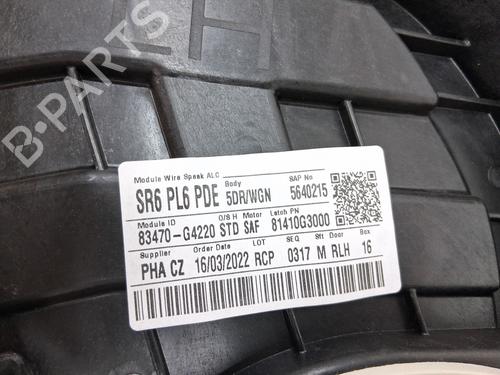 LH
B-PARTS
Module Wire Speak ALC Body SAP No
SR6 PL6 PDE 5DR/WGN 5640215
Module ID O/S H Motor Latch PN
83470-G4220 STD SAF 81410G3000
Supplier Order Date LOT SEQ Sft Door Box
PHA CZ 16/03/2022 RCP 0317 M RLH 16